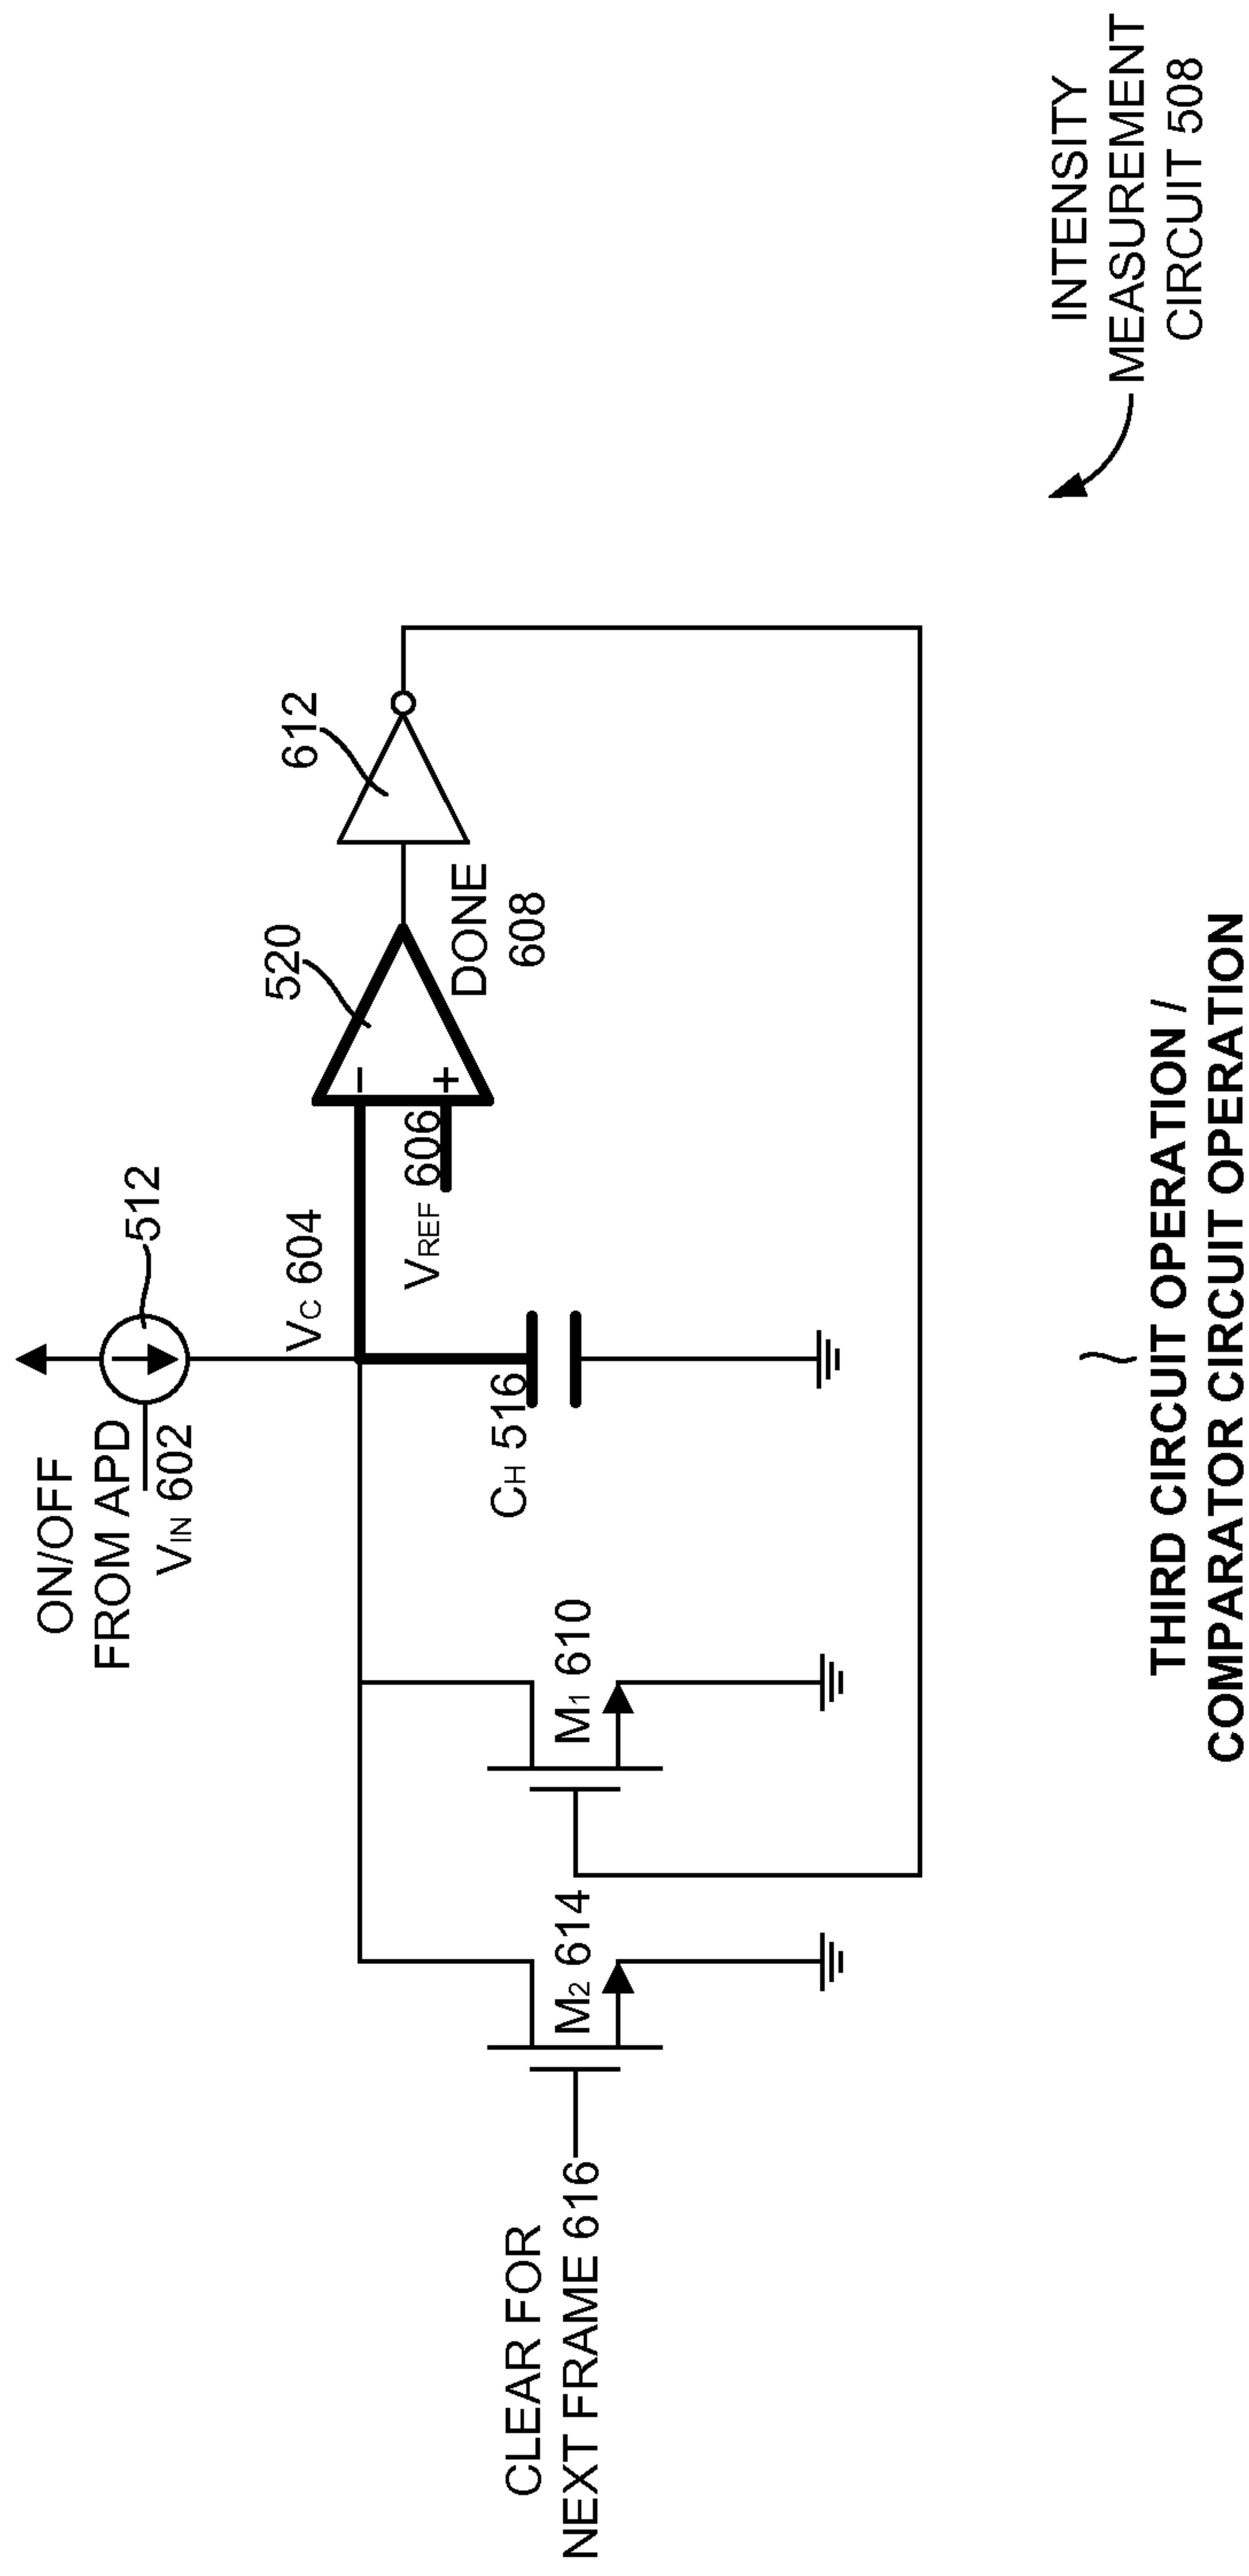 ON/OFF
FROM APD
VIN 602
512
VC 604
520
612
VREF 606
DONE
608
CH 516
M1 610
M2 614
CLEAR FOR
NEXT FRAME 616
−
+
INTENSITY
MEASUREMENT
CIRCUIT 508
THIRD CIRCUIT OPERATION /
COMPARATOR CIRCUIT OPERATION